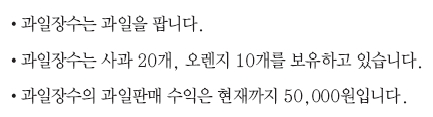 • 과일장수는 과일을 팝니다.
• 과일장수는 사과 20개, 오렌지 10개를 보유하고 있습니다.
• 과일장수의 과일판매 수익은 현재까지 50,000원입니다.